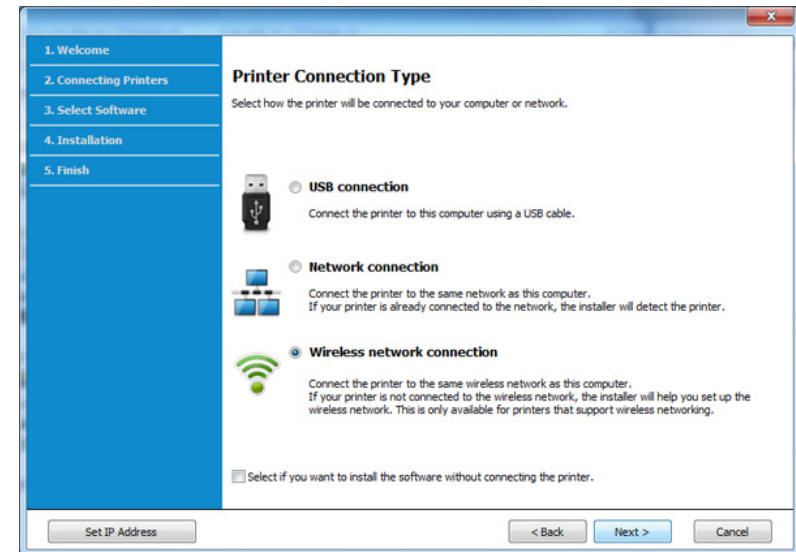 1. Welcome
2. Connecting Printers
3. Select Software
4. Installation
5. Finish
Printer Connection Type
Select how the printer will be connected to your computer or network.
USB connection
Connect the printer to this computer using a USB cable.
Network connection
Connect the printer to the same network as this computer.
If your printer is already connected to the network, the installer will detect the printer.
Wireless network connection
Connect the printer to the same wireless network as this computer.
If your printer is not connected to the wireless network, the installer will help you set up the
wireless network. This is only available for printers that support wireless networking.
Select if you want to install the software without connecting the printer.
Set IP Address
< Back
Next >
Cancel